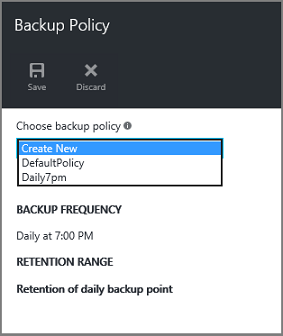 Backup Policy
Save Discard
Choose backup policy
Create New
DefaultPolicy
Daily7pm
BACKUP FREQUENCY
Daily at 7:00 PM
RETENTION RANGE
Retention of daily backup point